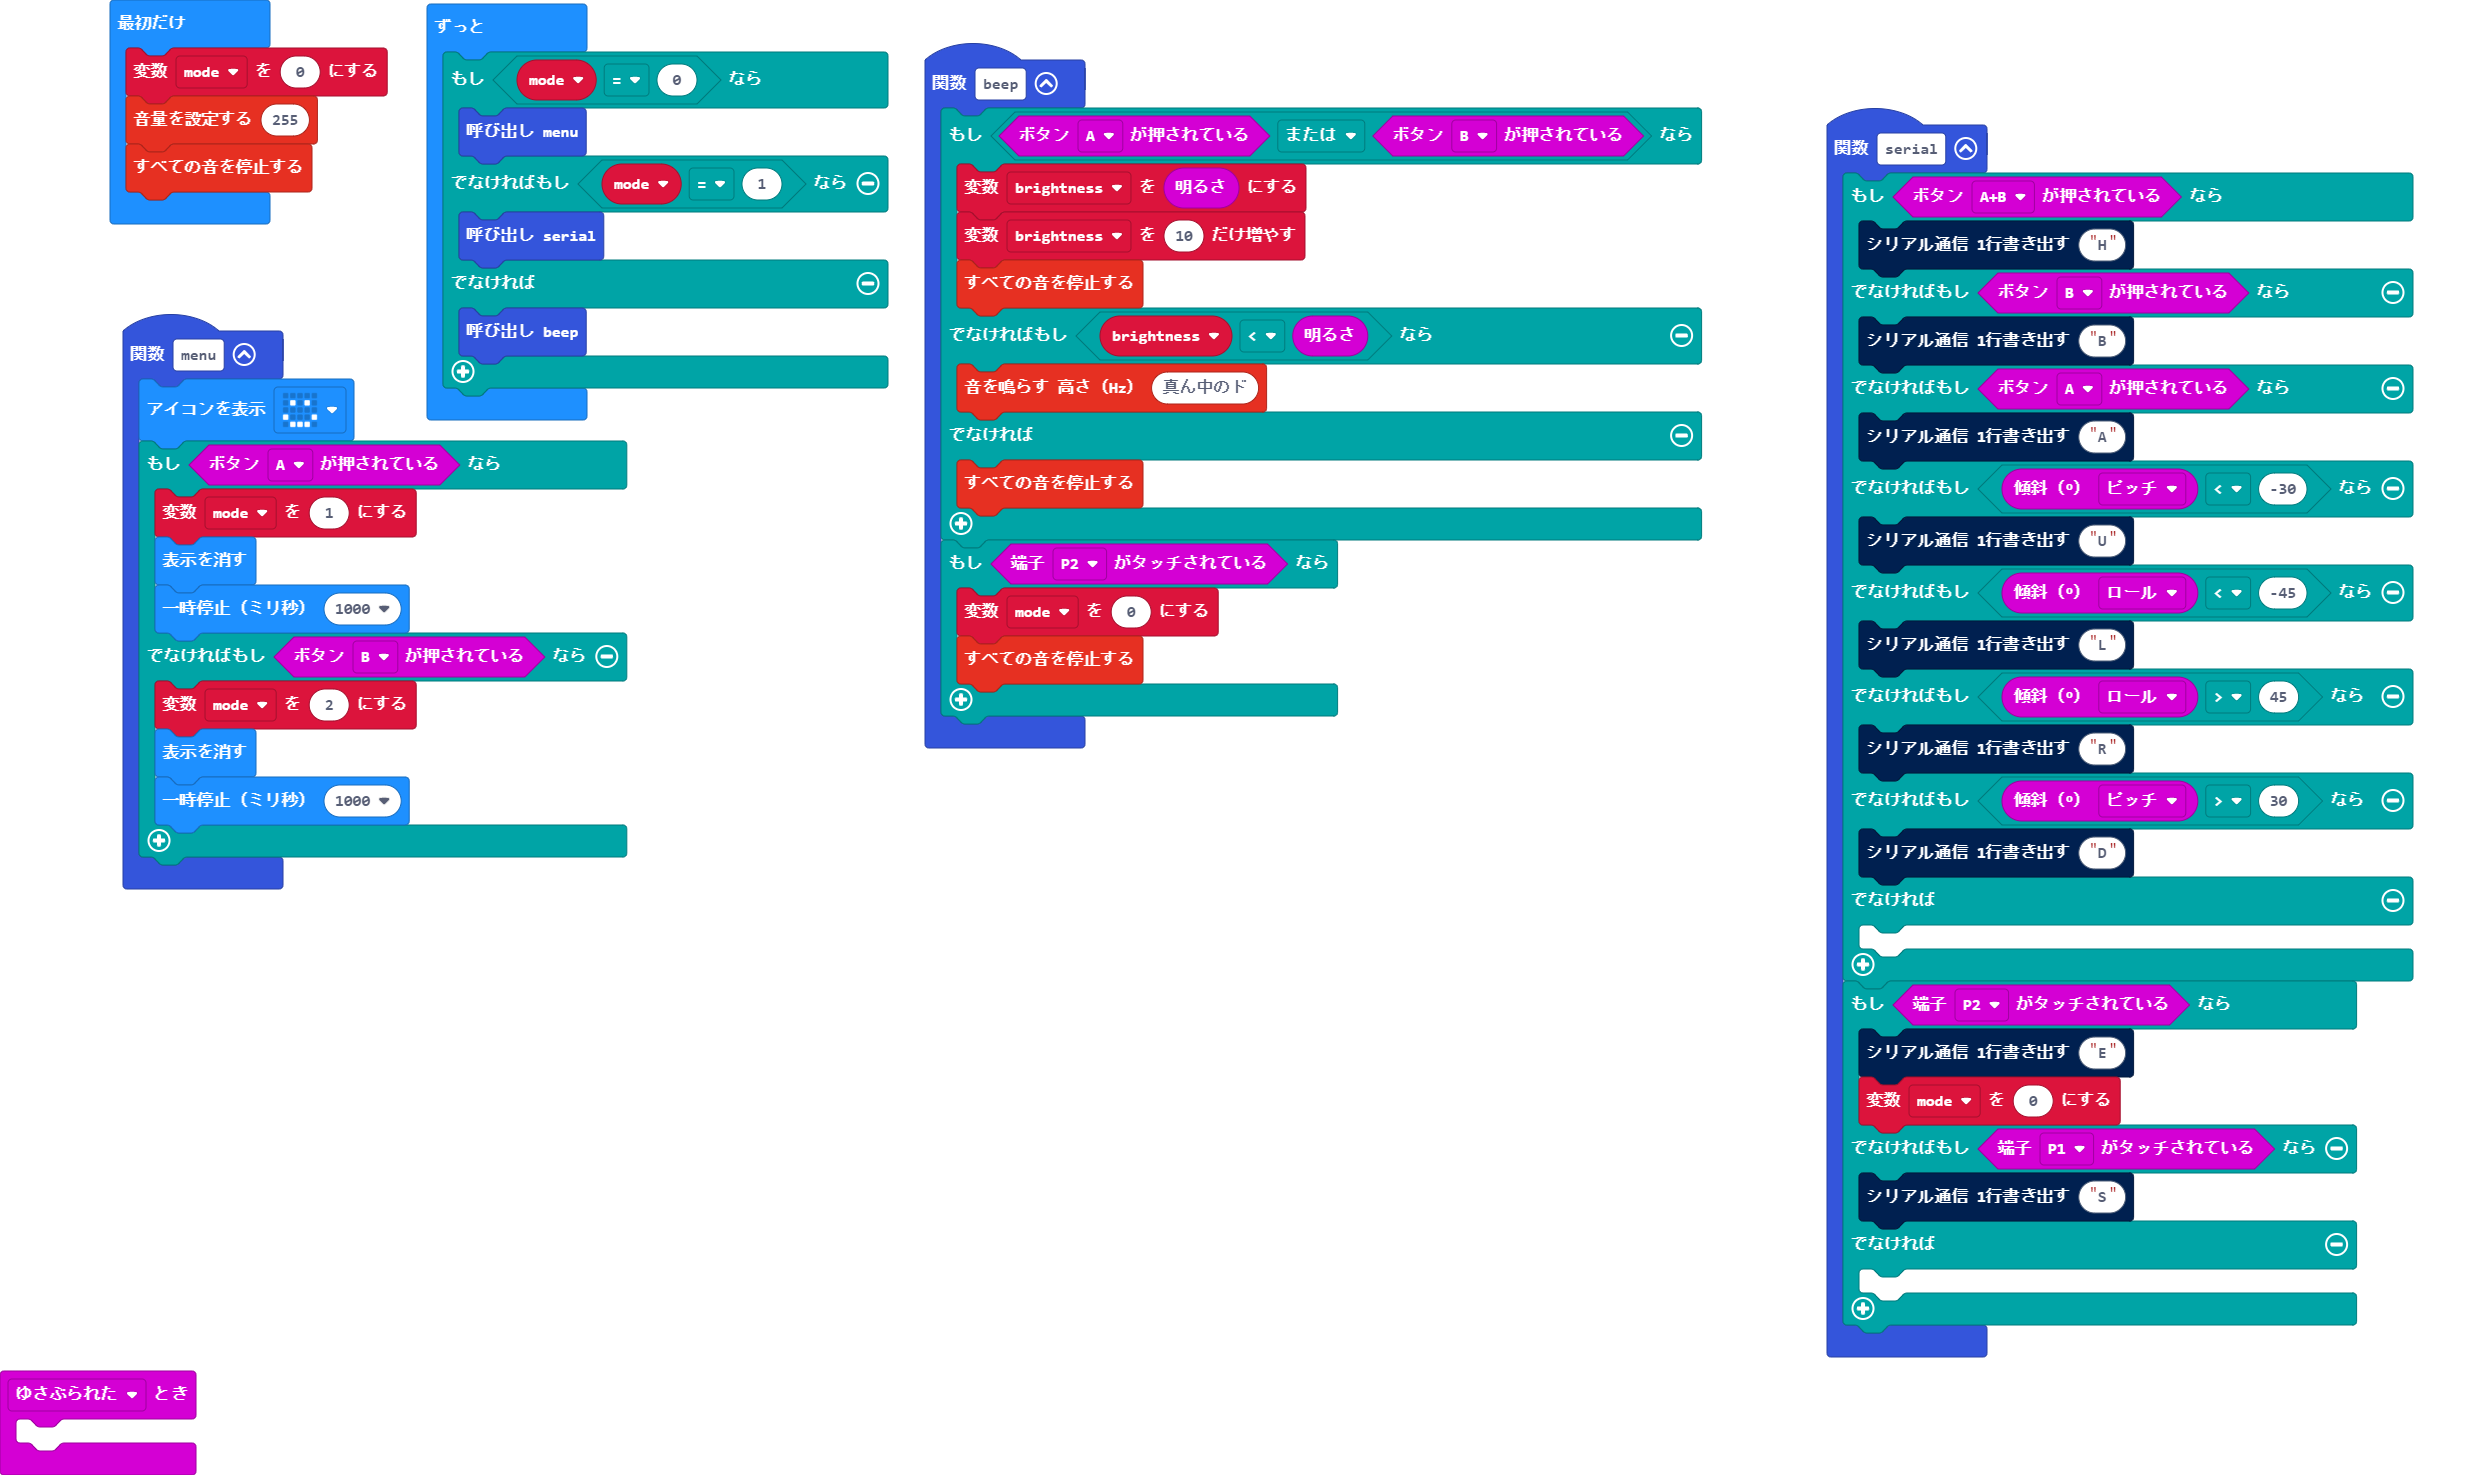 最初だけ
変数 mode を 0 にする
音量を設定する 255
すべての音を停止する
ずっと
もし mode = 0 なら
呼び出し menu
でなければもし mode = 1 なら
呼び出し serial
でなければ
呼び出し beep
関数 menu
アイコンを表示
もし ボタン A が押されている なら
変数 mode を 1 にする
表示を消す
一時停止（ミリ秒） 1000
でなければもし ボタン B が押されている なら
変数 mode を 2 にする
表示を消す
一時停止（ミリ秒） 1000
関数 beep
もし ボタン A が押されている または ボタン B が押されている なら
変数 brightness を 明るさ にする
変数 brightness を 10 だけ増やす
すべての音を停止する
でなければもし brightness < 明るさ なら
音を鳴らす 高さ（Hz） 真ん中のド
でなければ
すべての音を停止する
もし 端子 P2 がタッチされている なら
変数 mode を 0 にする
すべての音を停止する
関数 serial
もし ボタン A+B が押されている なら
シリアル通信 1行書き出す "H"
でなければもし ボタン B が押されている なら
シリアル通信 1行書き出す "B"
でなければもし ボタン A が押されている なら
シリアル通信 1行書き出す "A"
でなければもし 傾斜（°） ピッチ < -30 なら
シリアル通信 1行書き出す "U"
でなければもし 傾斜（°） ロール < -45 なら
シリアル通信 1行書き出す "L"
でなければもし 傾斜（°） ロール > 45 なら
シリアル通信 1行書き出す "R"
でなければもし 傾斜（°） ピッチ > 30 なら
シリアル通信 1行書き出す "D"
でなければ
もし 端子 P2 がタッチされている なら
シリアル通信 1行書き出す "E"
変数 mode を 0 にする
でなければもし 端子 P1 がタッチされている なら
シリアル通信 1行書き出す "S"
でなければ
ゆさぶられた とき